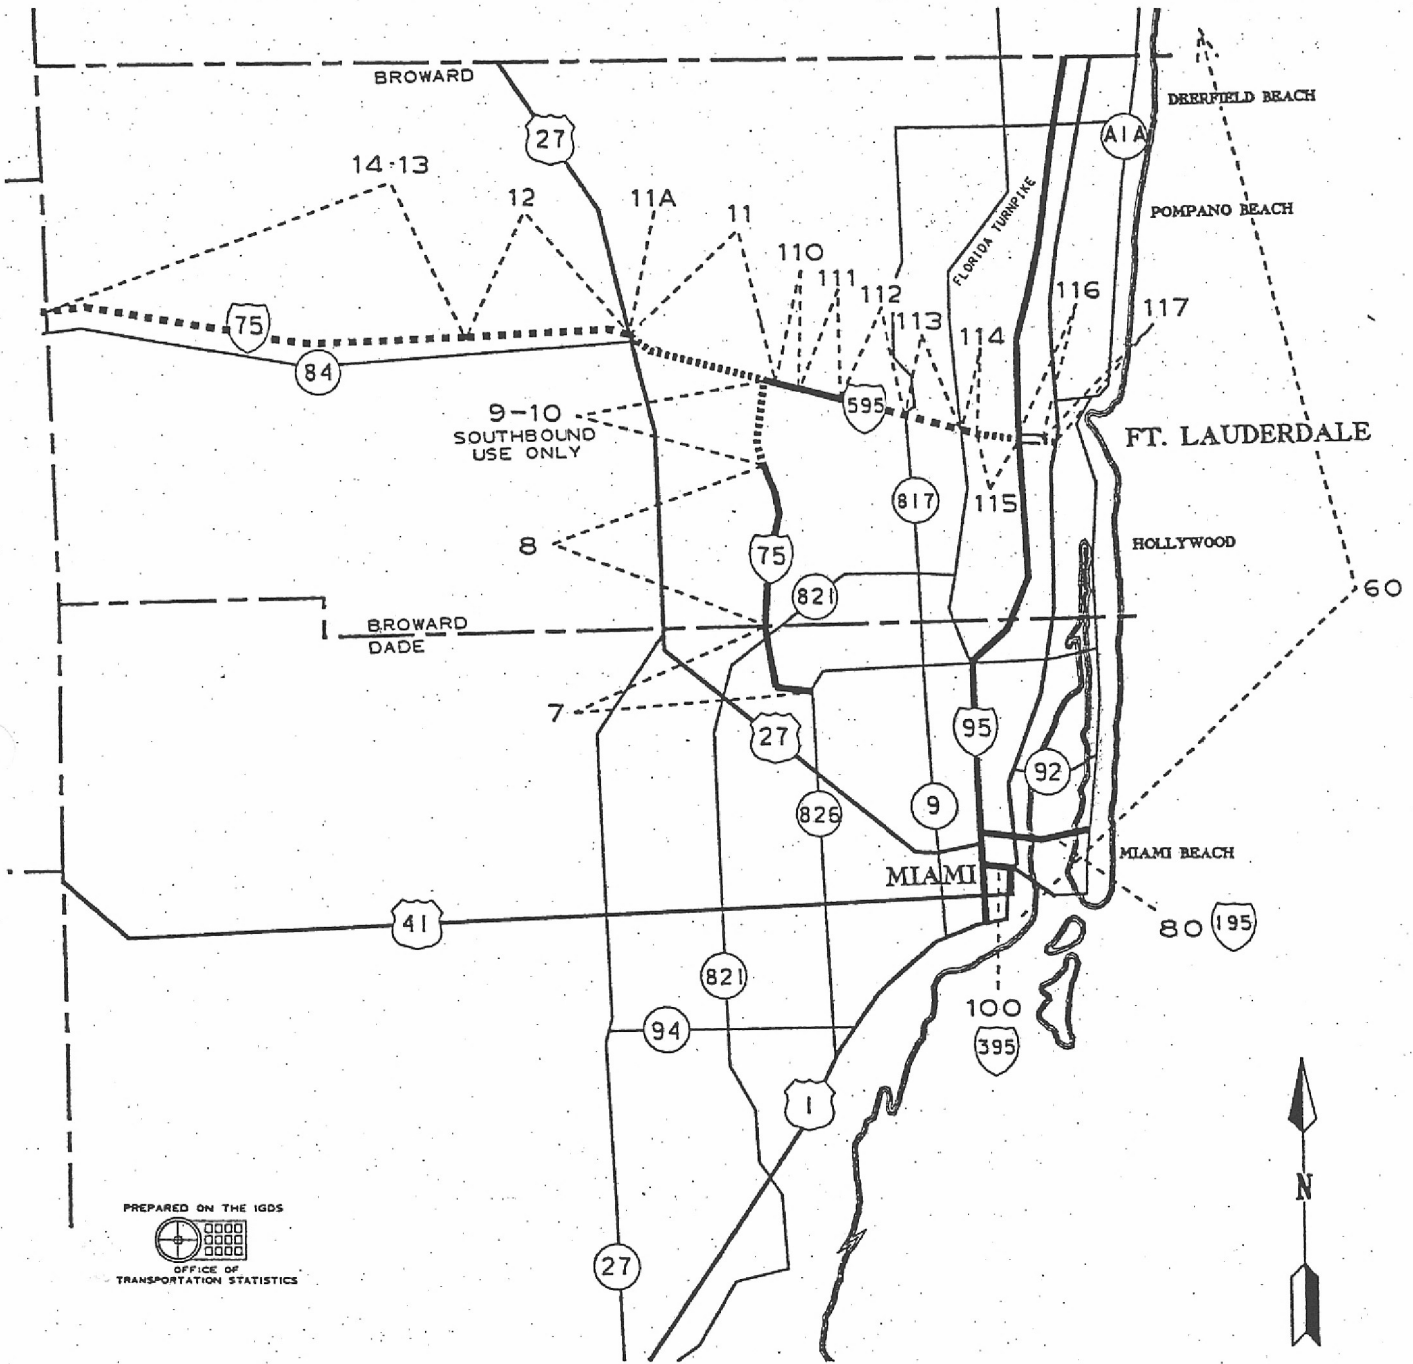 BROWARD
27
DEERFIELD BEACH
A1A
14-13
12
11A
11
POMPANO BEACH
FLORIDA TURNPIKE
110
111
112
113
114
116
117
75
84
595
9-10
SOUTHBOUND
USE ONLY
FT. LAUDERDALE
817
115
8
75
HOLLYWOOD
821
60
BROWARD
DADE
7
27
95
92
826
9
MIAMI BEACH
MIAMI
41
80
195
821
100
94
395
1
N
PREPARED ON THE IGDS
OFFICE OF
TRANSPORTATION STATISTICS
27